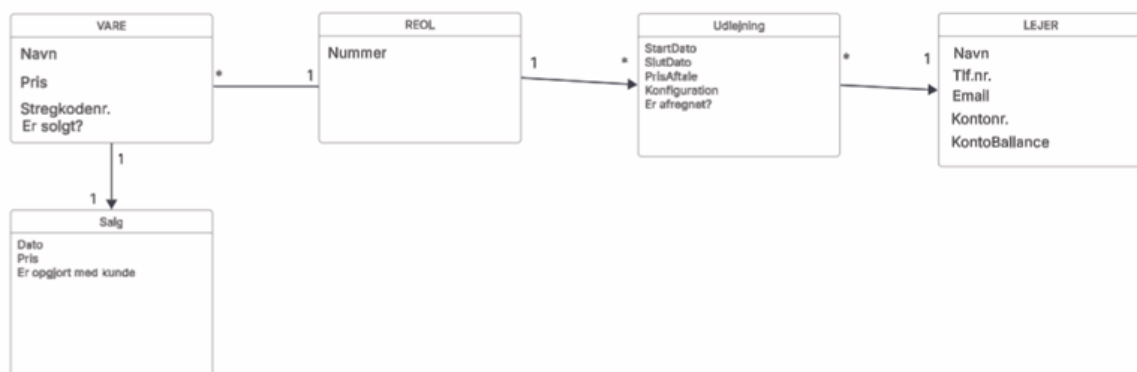 VARE
Navn
Pris
Stregkodenr.
Er solgt?
*
1
REOL
Nummer
1
*
Udlejning
StartDato
SlutDato
PrisAftale
Konfiguration
Er afregnet?
*
1
LEJER
Navn
Tlf.nr.
Email
Kontonr.
KontoBallance
1
1
Salg
Dato
Pris
Er opgjort med kunde